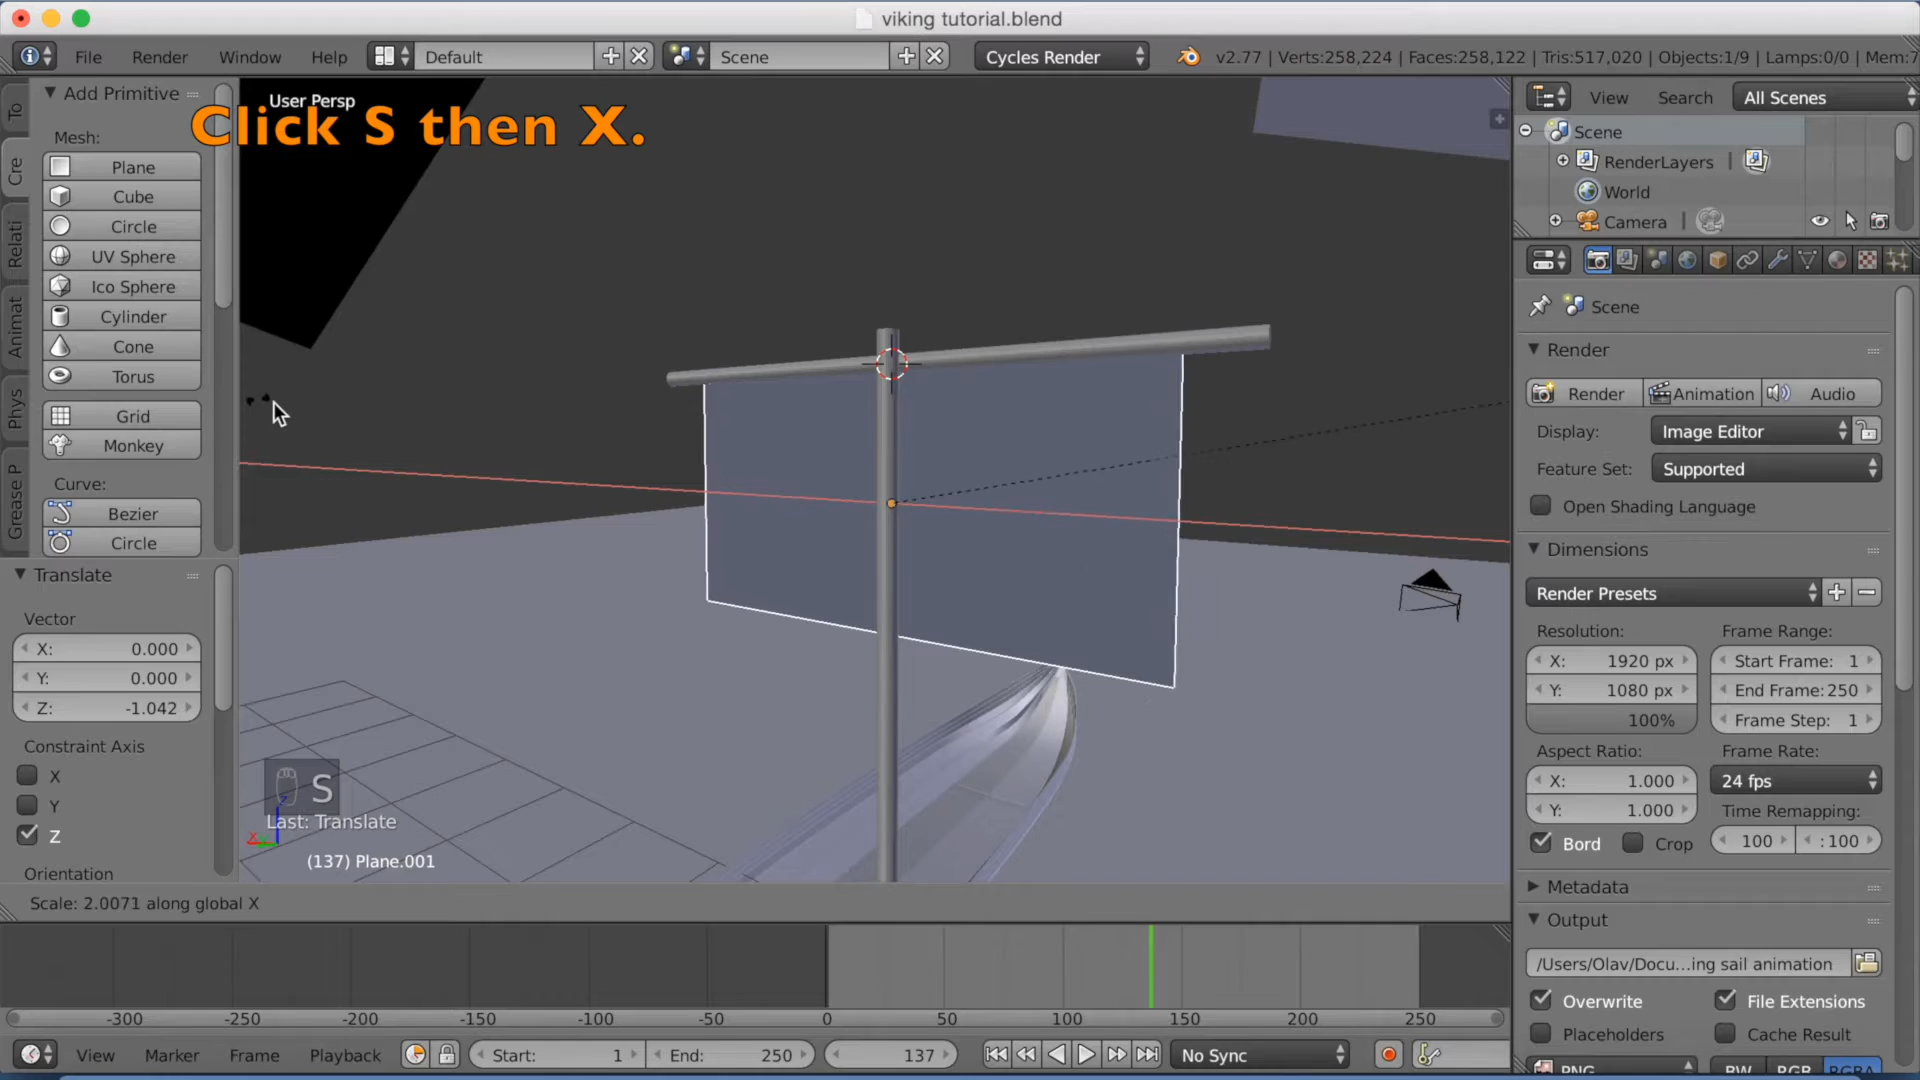 viking tutorial.blend
File Render Window Help Default Scene Cycles Render v2.77 | Verts:258,224 | Faces:258,122 | Tris:517,020 | Objects:1/9 | Lamps:0/0 | Mem:7
Add Primitive
Mesh:
Plane
Cube
Circle
UV Sphere
Ico Sphere
Cylinder
Cone
Torus
Grid
Monkey
Curve:
Bezier
Circle
To
Cre
Relati
Animat
Phys
Grease P
Translate
Vector
X: 0.000
Y: 0.000
Z: -1.042
Constraint Axis
X
Y
Z
Orientation
User Persp
Click S then X.
S
Last: Translate
(137) Plane.001
Scale: 2.0071 along global X
View Search All Scenes
Scene
RenderLayers
World
Camera
Scene
Render
Render Animation Audio
Display: Image Editor
Feature Set: Supported
Open Shading Language
Dimensions
Render Presets
Resolution: Frame Range:
X: 1920 px Start Frame: 1
Y: 1080 px End Frame: 250
100% Frame Step: 1
Aspect Ratio: Frame Rate:
X: 1.000 24 fps
Y: 1.000 Time Remapping:
Bord Crop 100 : 100
Metadata
Output
/Users/Olav/Docu...ing sail animation
Overwrite File Extensions
Placeholders Cache Result
PNG BW RGB RGBA
-300 -250 -200 -150 -100 -50 0 50 100 150 200 250
View Marker Frame Playback Start: 1 End: 250 137 No Sync